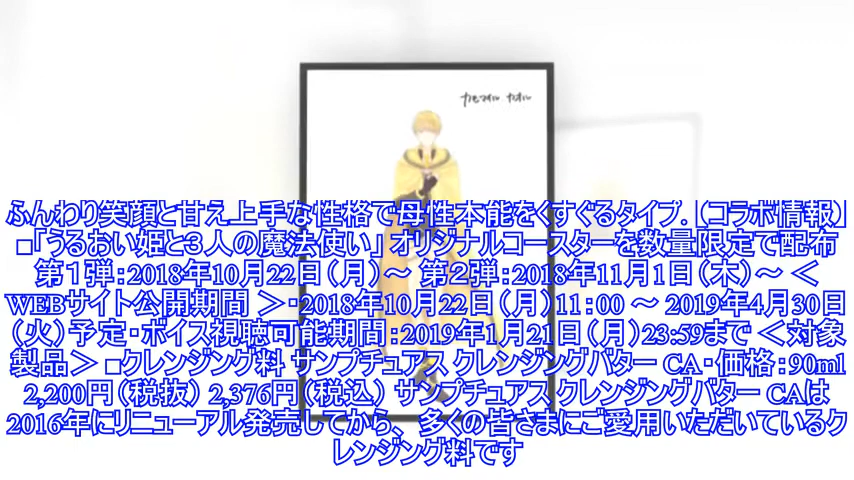 カモマイル カオル
ふんわり笑顔と甘え上手な性格で母性本能をくすぐるタイプ.|【コラボ情報】
■「うるおい姫と３人の魔法使い」オリジナルコースターを数量限定で配布
第１弾：2018年10月22日（月）～ 第２弾：2018年11月1日（木）～ ＜
WEBサイト公開期間 ＞・2018年10月22日（月）11：00 ～ 2019年4月30日
（火）予定・ボイス視聴可能期間：2019年1月21日（月）23:59まで ＜対象
製品＞ ■クレンジング料 サンプチュアス クレンジングバター CA・価格：90ml
2,200円（税抜） 2,376円（税込） サンプチュアス クレンジングバター CAは
2016年にリニューアル発売してから、多くの皆さまにご愛用いただいているク
レンジング料です